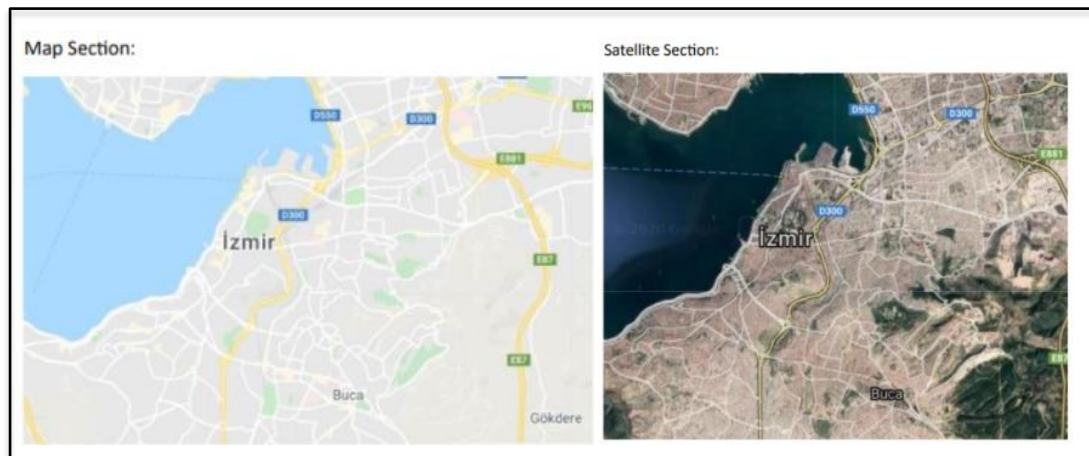 Map Section:
D550
D300
E96
E881
D300
İzmir
E87
E87
Buca
Gökdere
Satellite Section:
D550
D300
E881
D300
İzmir
E87
Buca